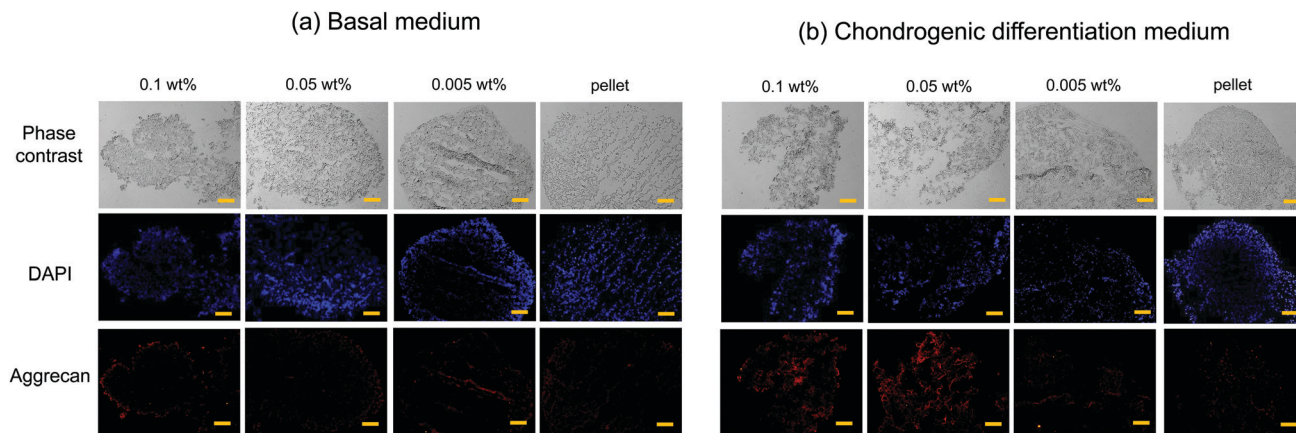 (a) Basal medium
(b) Chondrogenic differentiation medium
0.1 wt%
0.05 wt%
0.005 wt%
pellet
0.1 wt%
0.05 wt%
0.005 wt%
pellet
Phase
contrast
DAPI
Aggrecan